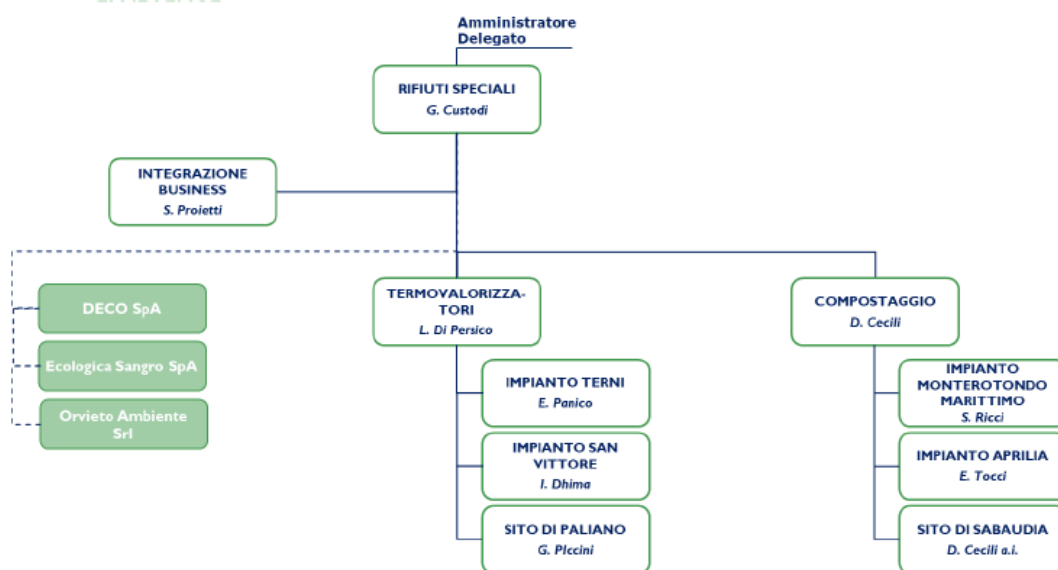 Amministratore
Delegato
RIFIUTI SPECIALI
G. Custodi
INTEGRAZIONE
BUSINESS
S. Proietti
DECO SpA
Ecologica Sangro SpA
Orvieto Ambiente
Srl
TERMOVALORIZZA-
TORI
L. Di Persico
IMPIANTO TERNI
E. Panico
IMPIANTO SAN
VITTORE
I. Dhima
SITO DI PALIANO
G. PIccini
COMPOSTAGGIO
D. Cecili
IMPIANTO
MONTEROTONDO
MARITTIMO
S. Ricci
IMPIANTO APRILIA
E. Tocci
SITO DI SABAUDIA
D. Cecili a.i.